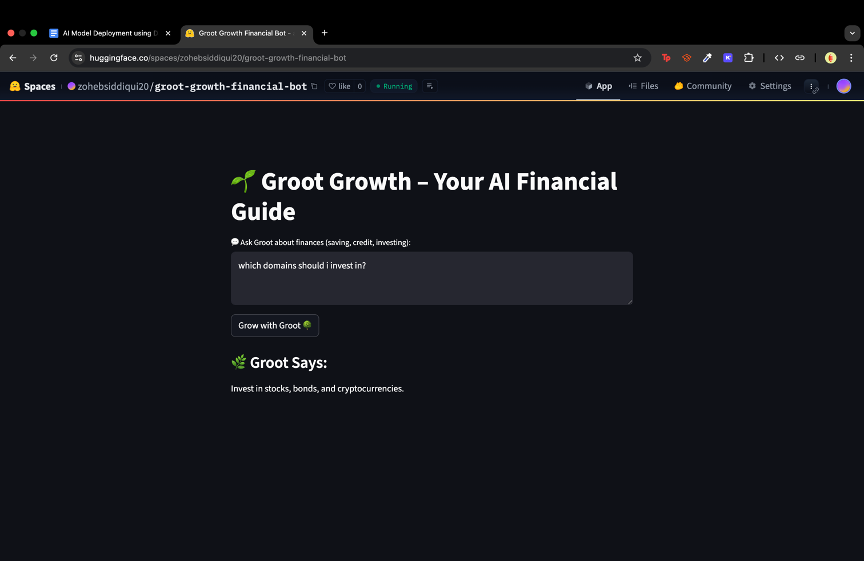 AI Model Deployment using D
Groot Growth Financial Bot -
huggingface.co/spaces/zohebsiddiqui20/groot-growth-financial-bot
Spaces
zohebsiddiqui20/groot-growth-financial-bot
like 0
Running
App
Files
Community
Settings
Groot Growth – Your AI Financial
Guide
Ask Groot about finances (saving, credit, investing):
which domains should i invest in?
Grow with Groot
Groot Says:
Invest in stocks, bonds, and cryptocurrencies.